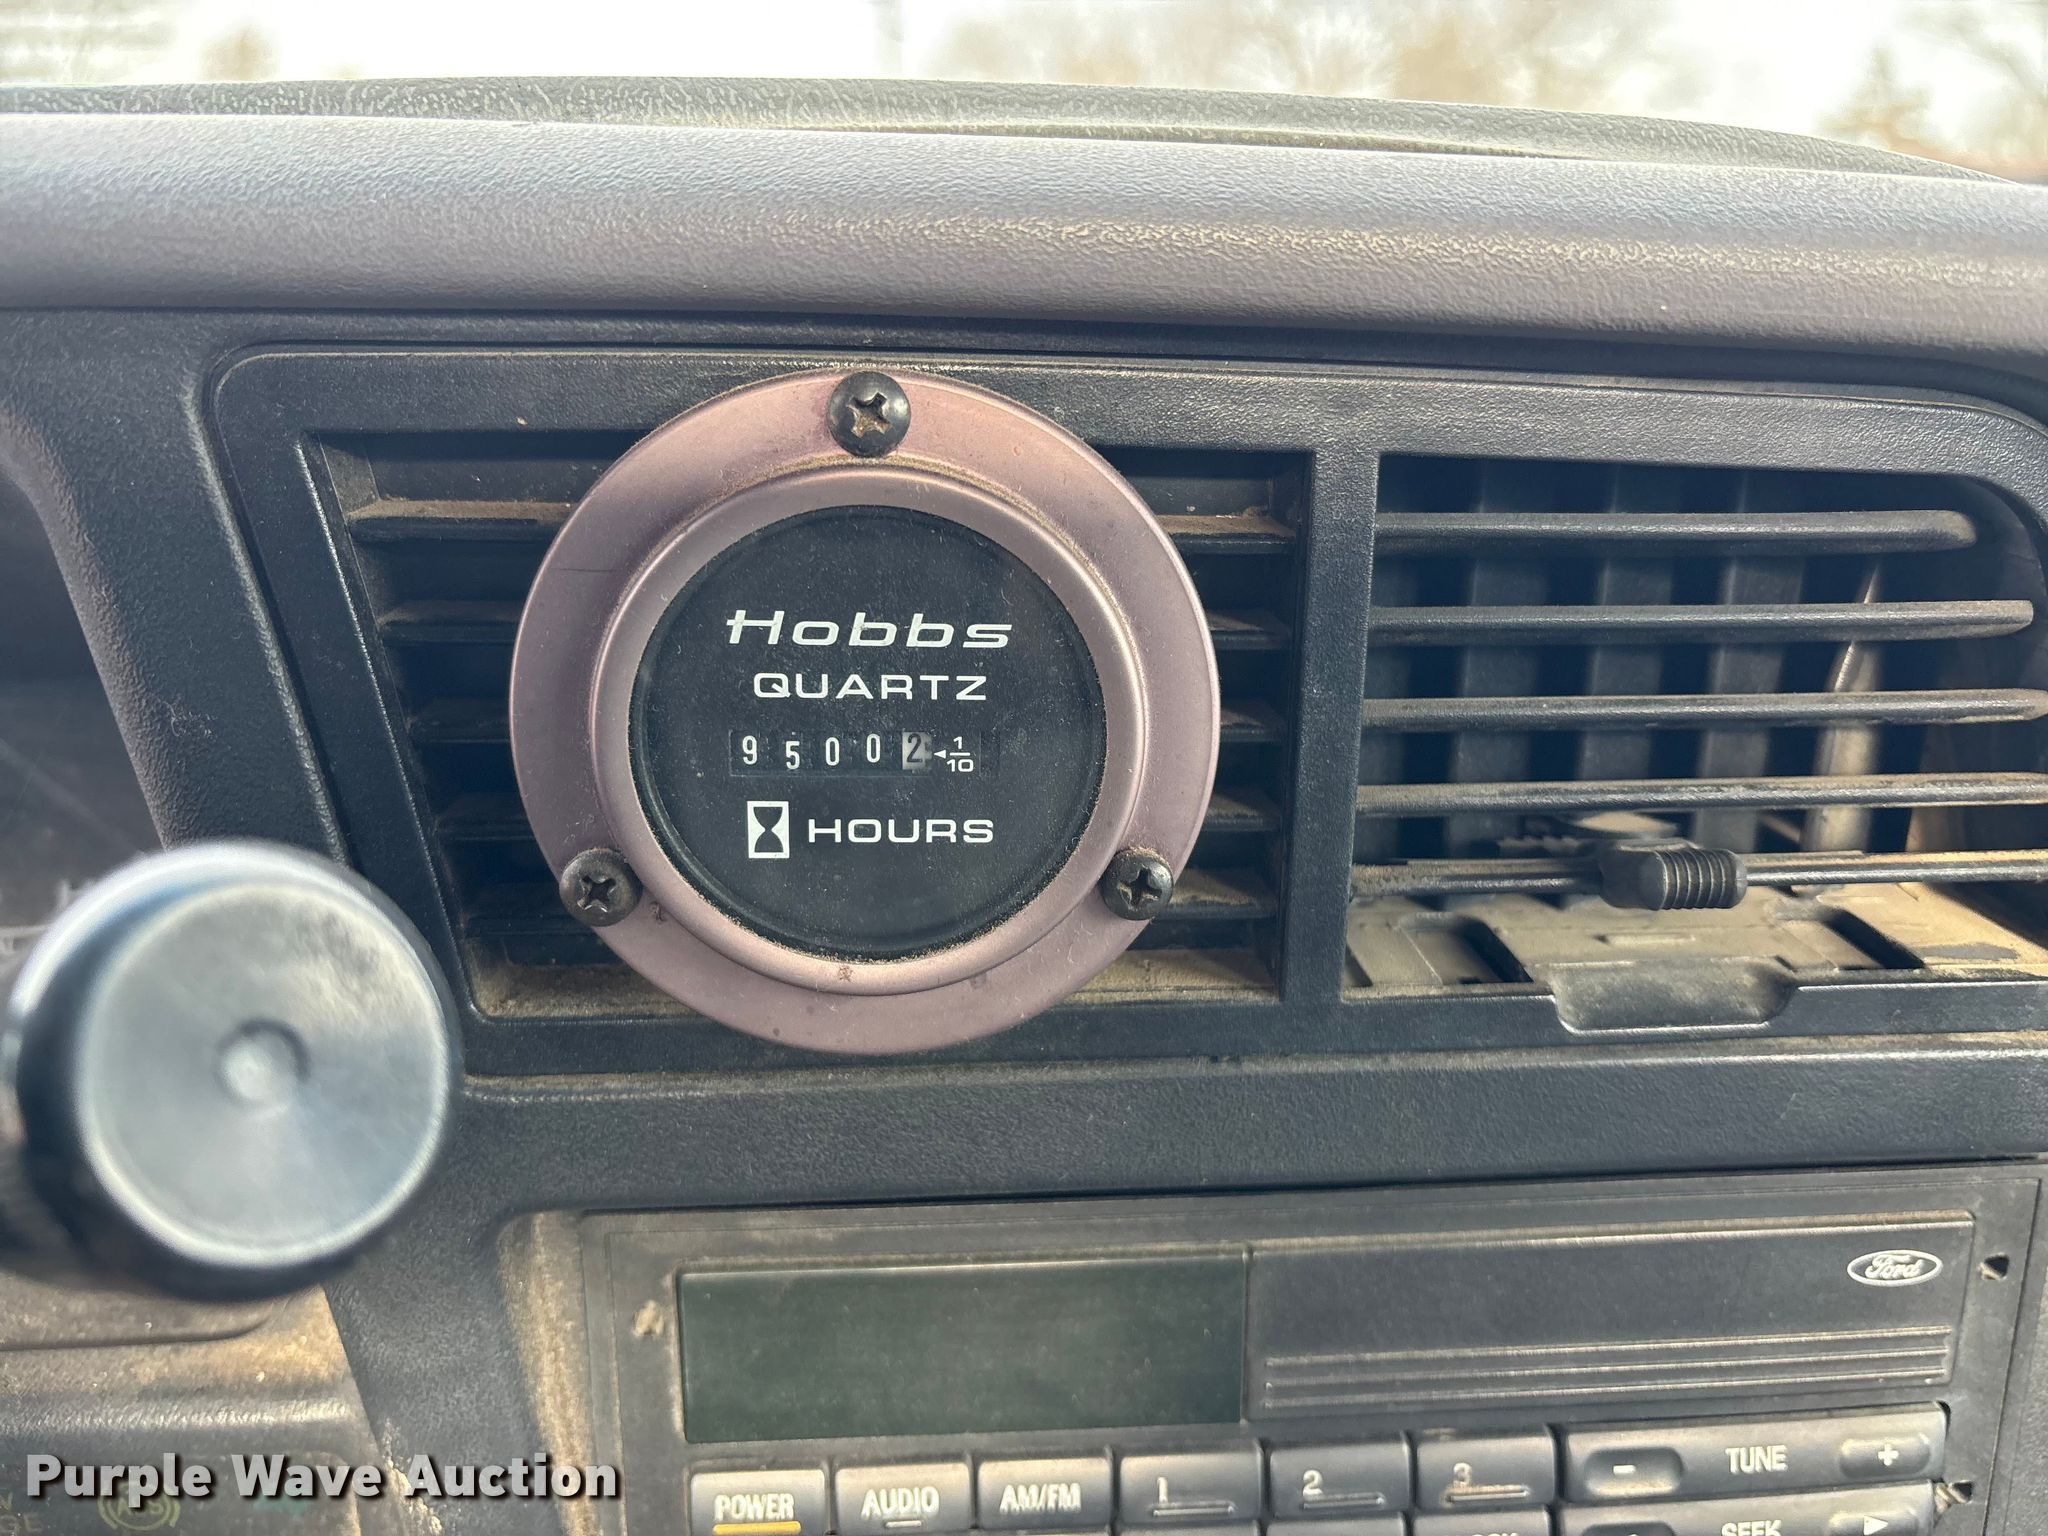 Hobbs
QUARTZ
95002 1/10
HOURS
Ford
TUNE
- +
POWER AUDIO AM/FM 1 2 3
SEEK
Purple Wave Auction